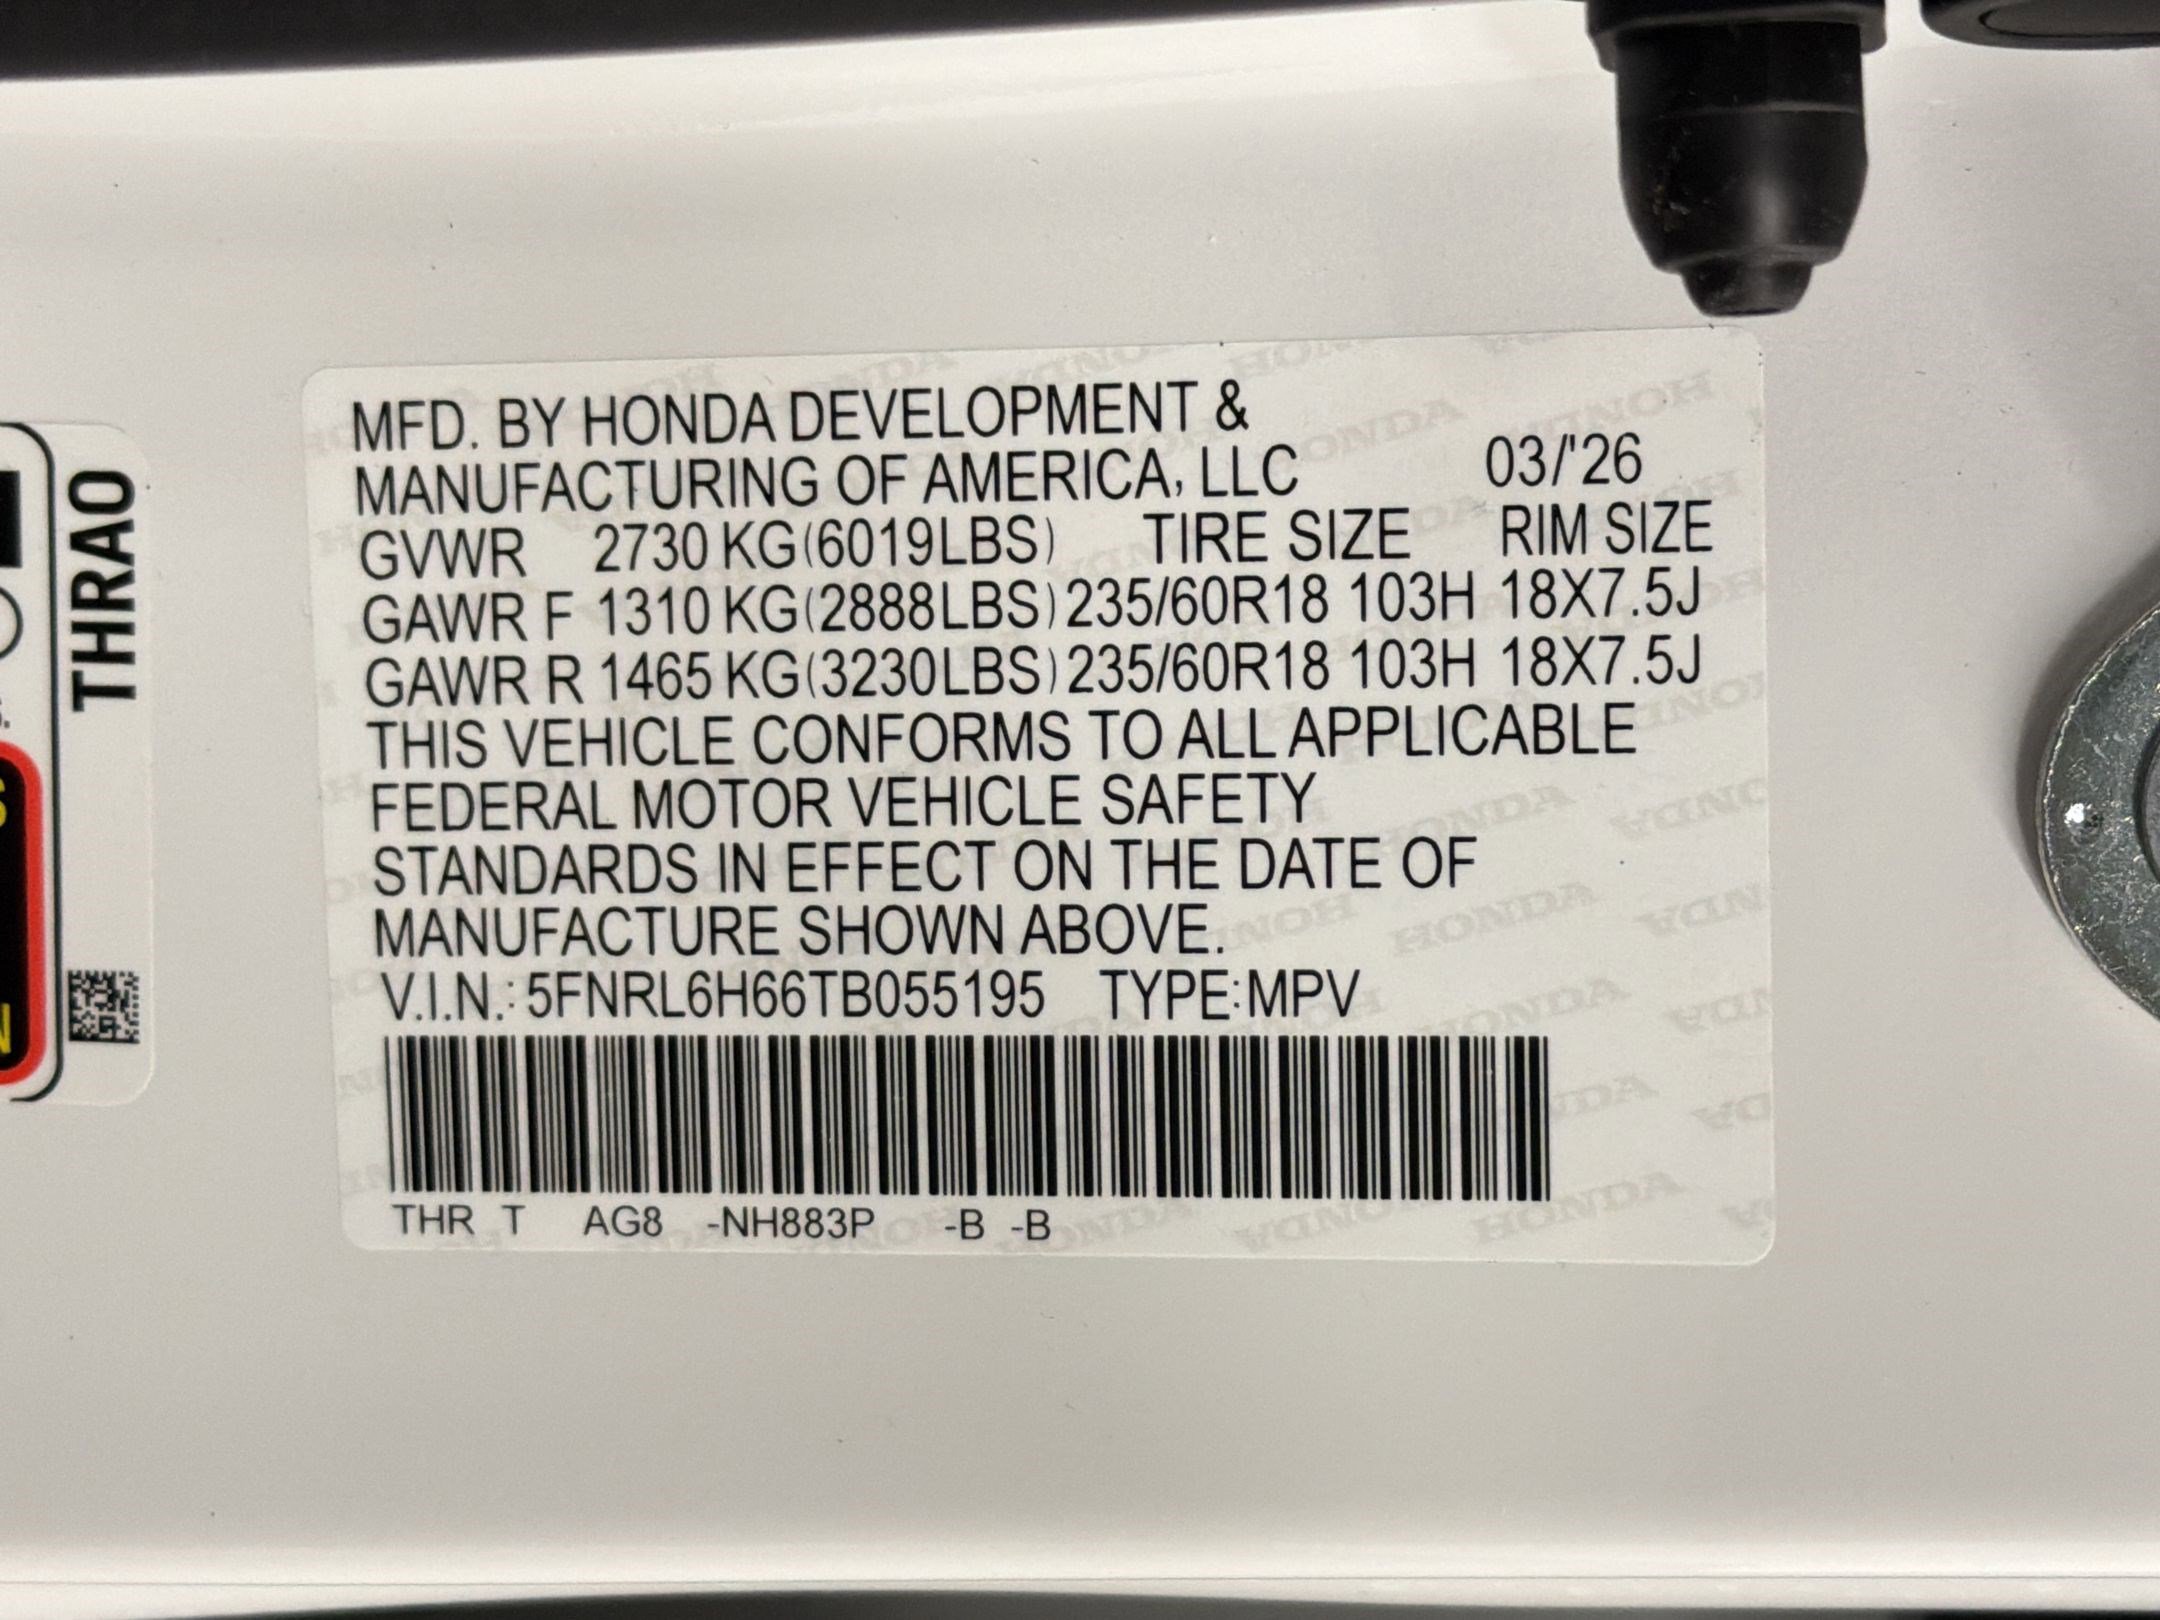 MFD. BY HONDA DEVELOPMENT &
MANUFACTURING OF AMERICA, LLC 03/'26
GVWR 2730 KG(6019LBS) TIRE SIZE RIM SIZE
GAWR F 1310 KG(2888LBS) 235/60R18 103H 18X7.5J
GAWR R 1465 KG(3230LBS) 235/60R18 103H 18X7.5J
THIS VEHICLE CONFORMS TO ALL APPLICABLE
FEDERAL MOTOR VEHICLE SAFETY
STANDARDS IN EFFECT ON THE DATE OF
MANUFACTURE SHOWN ABOVE.
V.I.N.: 5FNRL6H66TB055195 TYPE:MPV
THR T AG8 -NH883P -B -B
THRA0